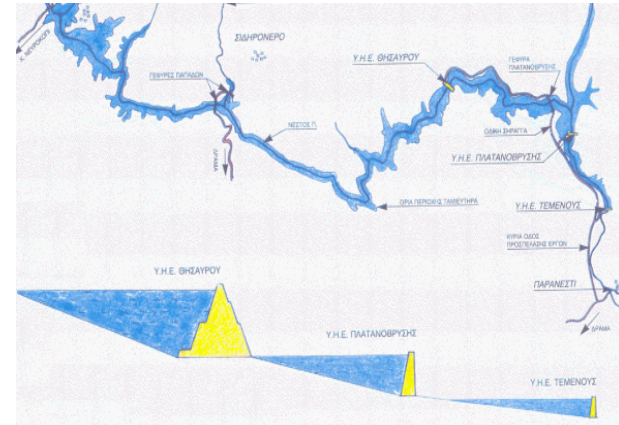 Κ. ΝΕΥΡΟΚΟΠΙ
ΣΙΔΗΡΟΝΕΡΟ
ΓΕΦΥΡΕΣ ΠΑΠΑΔΩΝ
ΝΕΣΤΟΣ Π.
ΔΡΑΜΑ
ΟΡΙΑ ΠΕΡΙΟΧΗΣ ΤΑΜΙΕΥΤΗΡΑ
Υ.Η.Ε. ΘΗΣΑΥΡΟΥ
ΓΕΦΥΡΑ
ΠΛΑΤΑΝΟΒΡΥΣΗΣ
ΟΔΙΚΗ ΣΗΡΑΓΓΑ
Υ.Η.Ε. ΠΛΑΤΑΝΟΒΡΥΣΗΣ
Υ.Η.Ε. ΤΕΜΕΝΟΥΣ
ΚΥΡΙΑ ΟΔΟΣ
ΠΡΟΣΠΕΛΑΣΗΣ ΕΡΓΩΝ
ΠΑΡΑΝΕΣΤΙ
ΔΡΑΜΑ
Υ.Η.Ε. ΘΗΣΑΥΡΟΥ
Υ.Η.Ε. ΠΛΑΤΑΝΟΒΡΥΣΗΣ
Υ.Η.Ε. ΤΕΜΕΝΟΥΣ